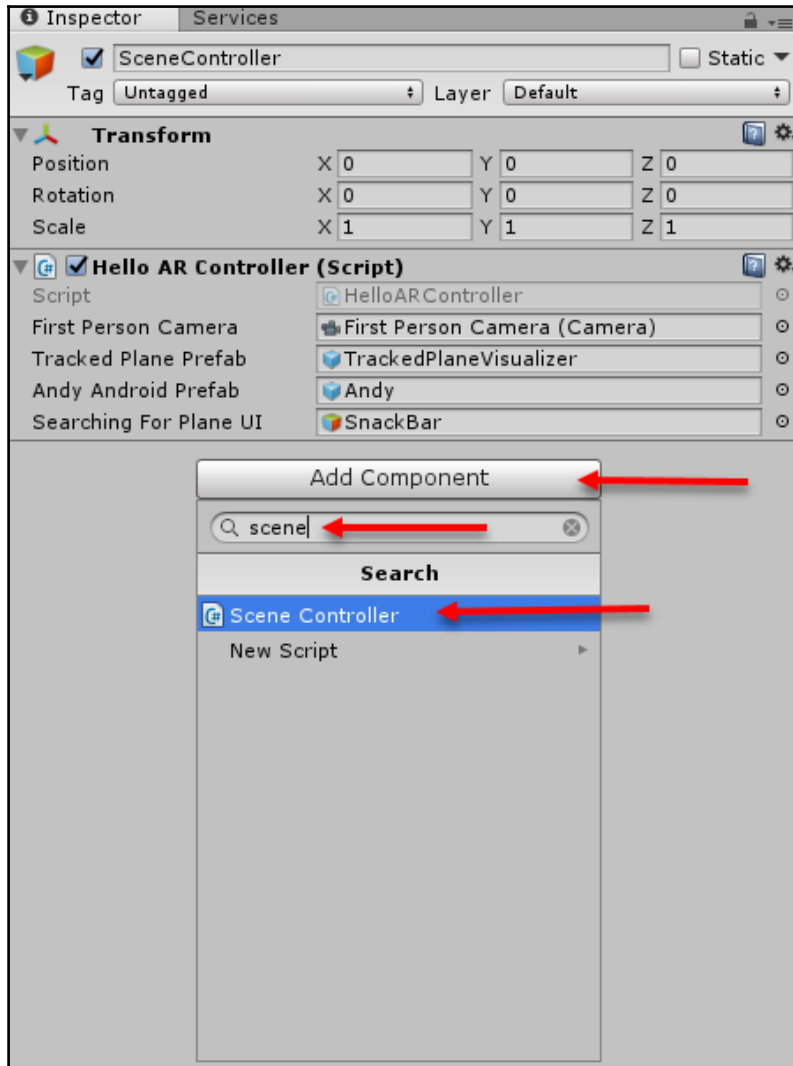 Inspector Services
SceneController Static
Tag Untagged Layer Default
Transform
Position X 0 Y 0 Z 0
Rotation X 0 Y 0 Z 0
Scale X 1 Y 1 Z 1
Hello AR Controller (Script)
Script HelloARController
First Person Camera First Person Camera (Camera)
Tracked Plane Prefab TrackedPlaneVisualizer
Andy Android Prefab Andy
Searching For Plane UI SnackBar
Add Component
scene
Search
Scene Controller
New Script